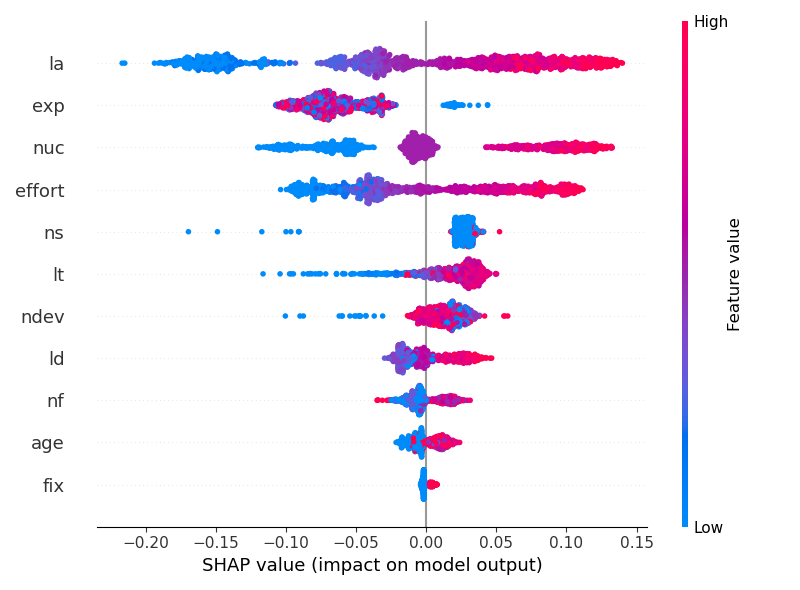 High
la
exp
nuc
effort
ns
lt
ndev
ld
nf
age
fix
Feature value
Low
−0.20 −0.15 −0.10 −0.05 0.00 0.05 0.10 0.15
SHAP value (impact on model output)